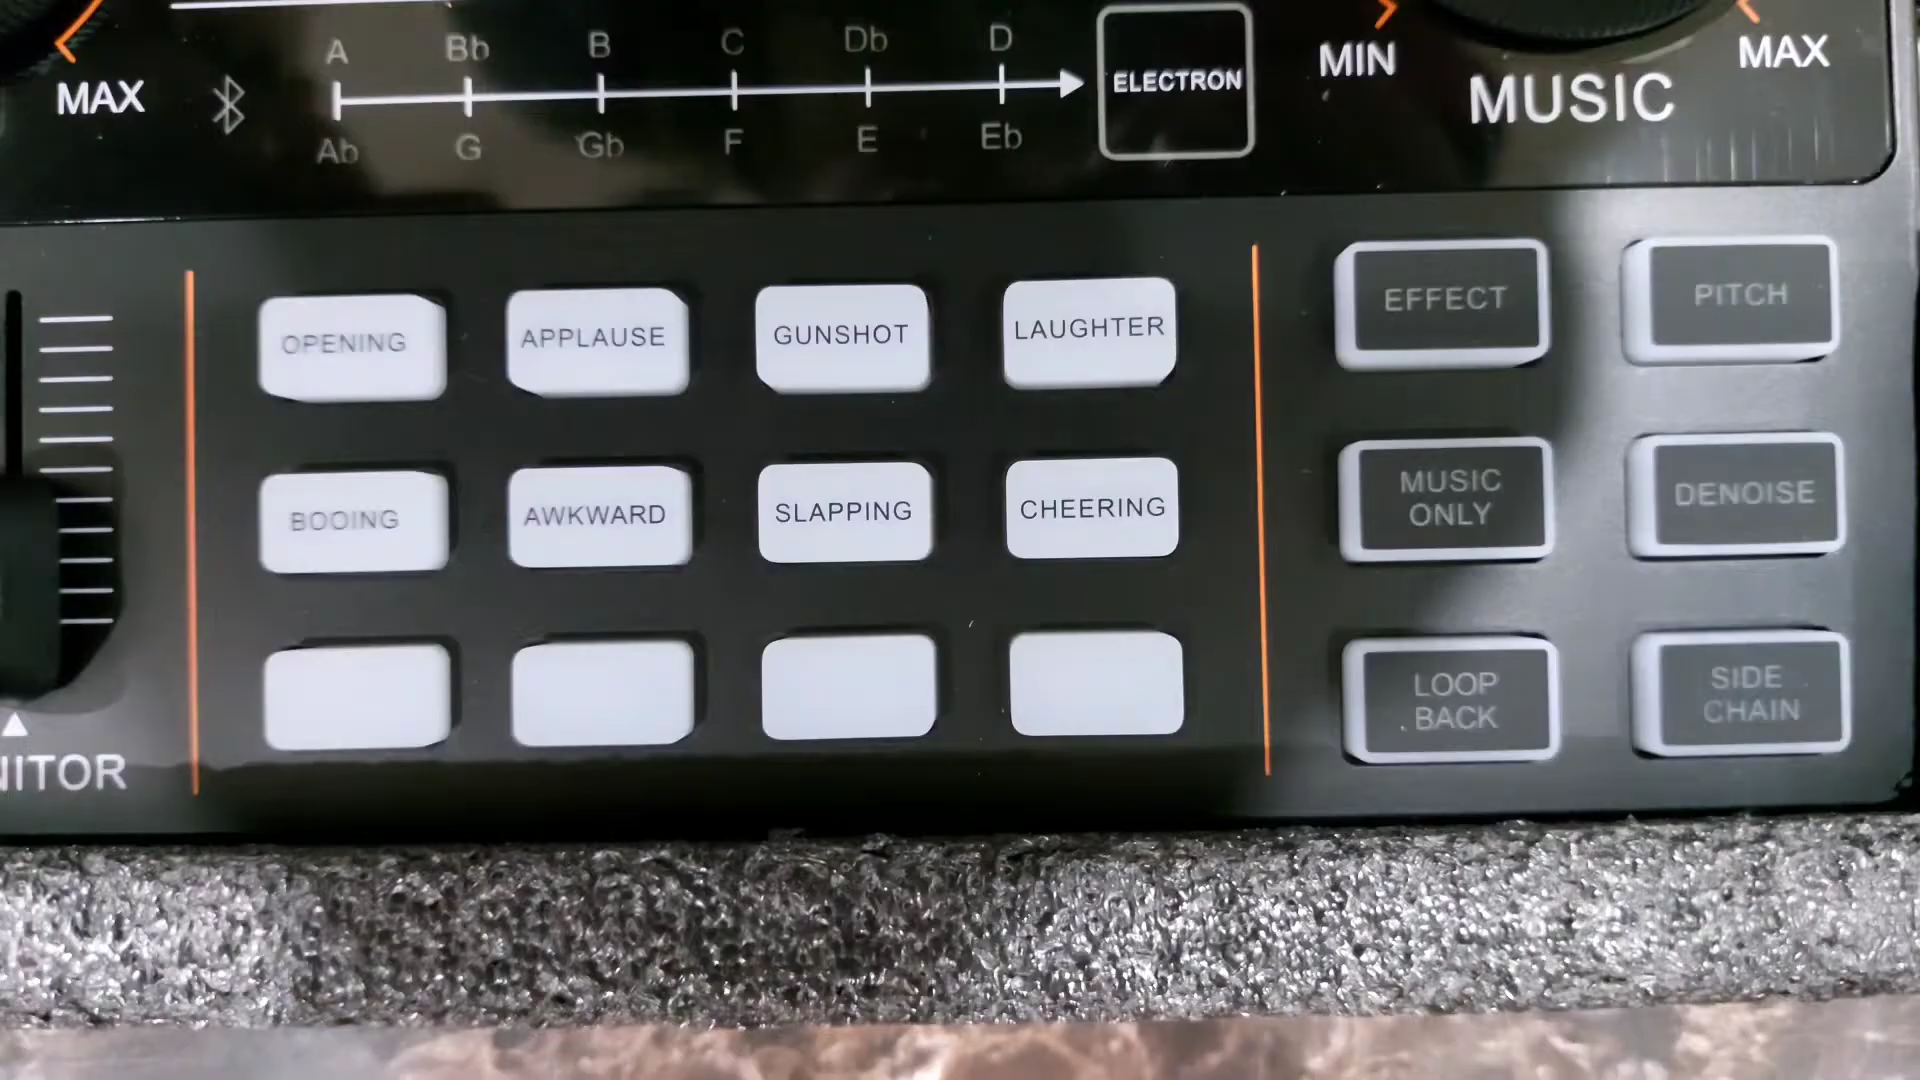 A Bb B C Db D
ELECTRON
MIN
MAX
MAX
MUSIC
Ab G Gb F E Eb
OPENING APPLAUSE GUNSHOT LAUGHTER
EFFECT PITCH
BOOING AWKWARD SLAPPING CHEERING
MUSIC
ONLY
DENOISE
LOOP
BACK
SIDE
CHAIN
NITOR